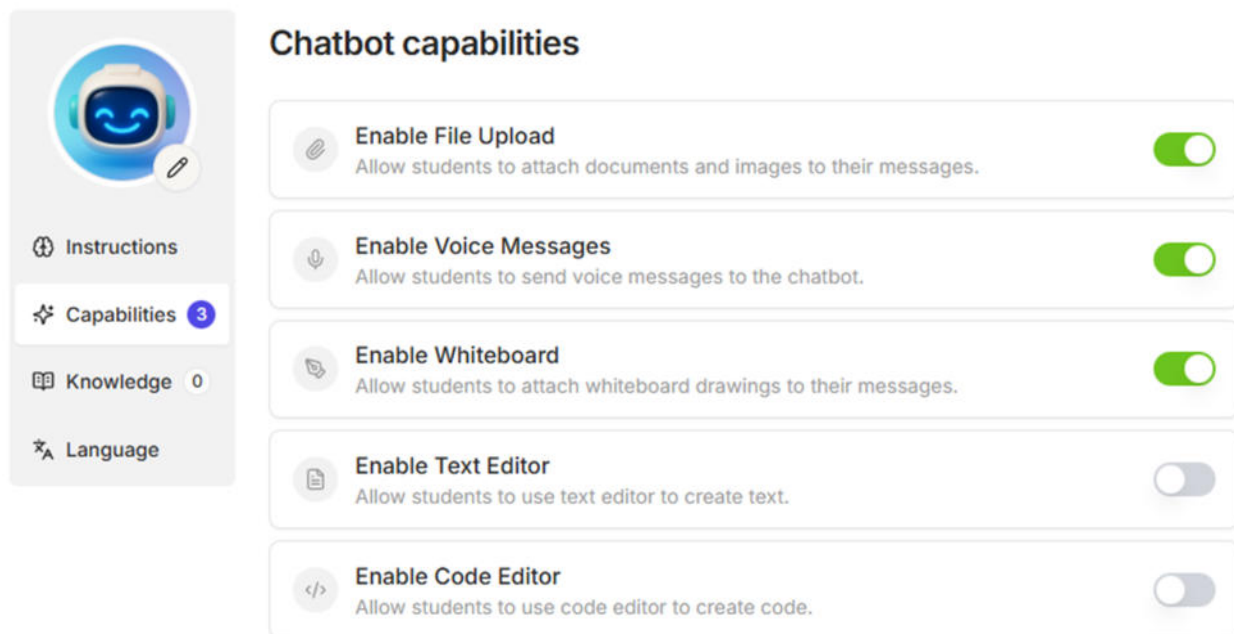 Chatbot capabilities
Enable File Upload
Allow students to attach documents and images to their messages.
Enable Voice Messages
Allow students to send voice messages to the chatbot.
Enable Whiteboard
Allow students to attach whiteboard drawings to their messages.
Enable Text Editor
Allow students to use text editor to create text.
Enable Code Editor
Allow students to use code editor to create code.
Instructions
Capabilities 3
Knowledge 0
Language